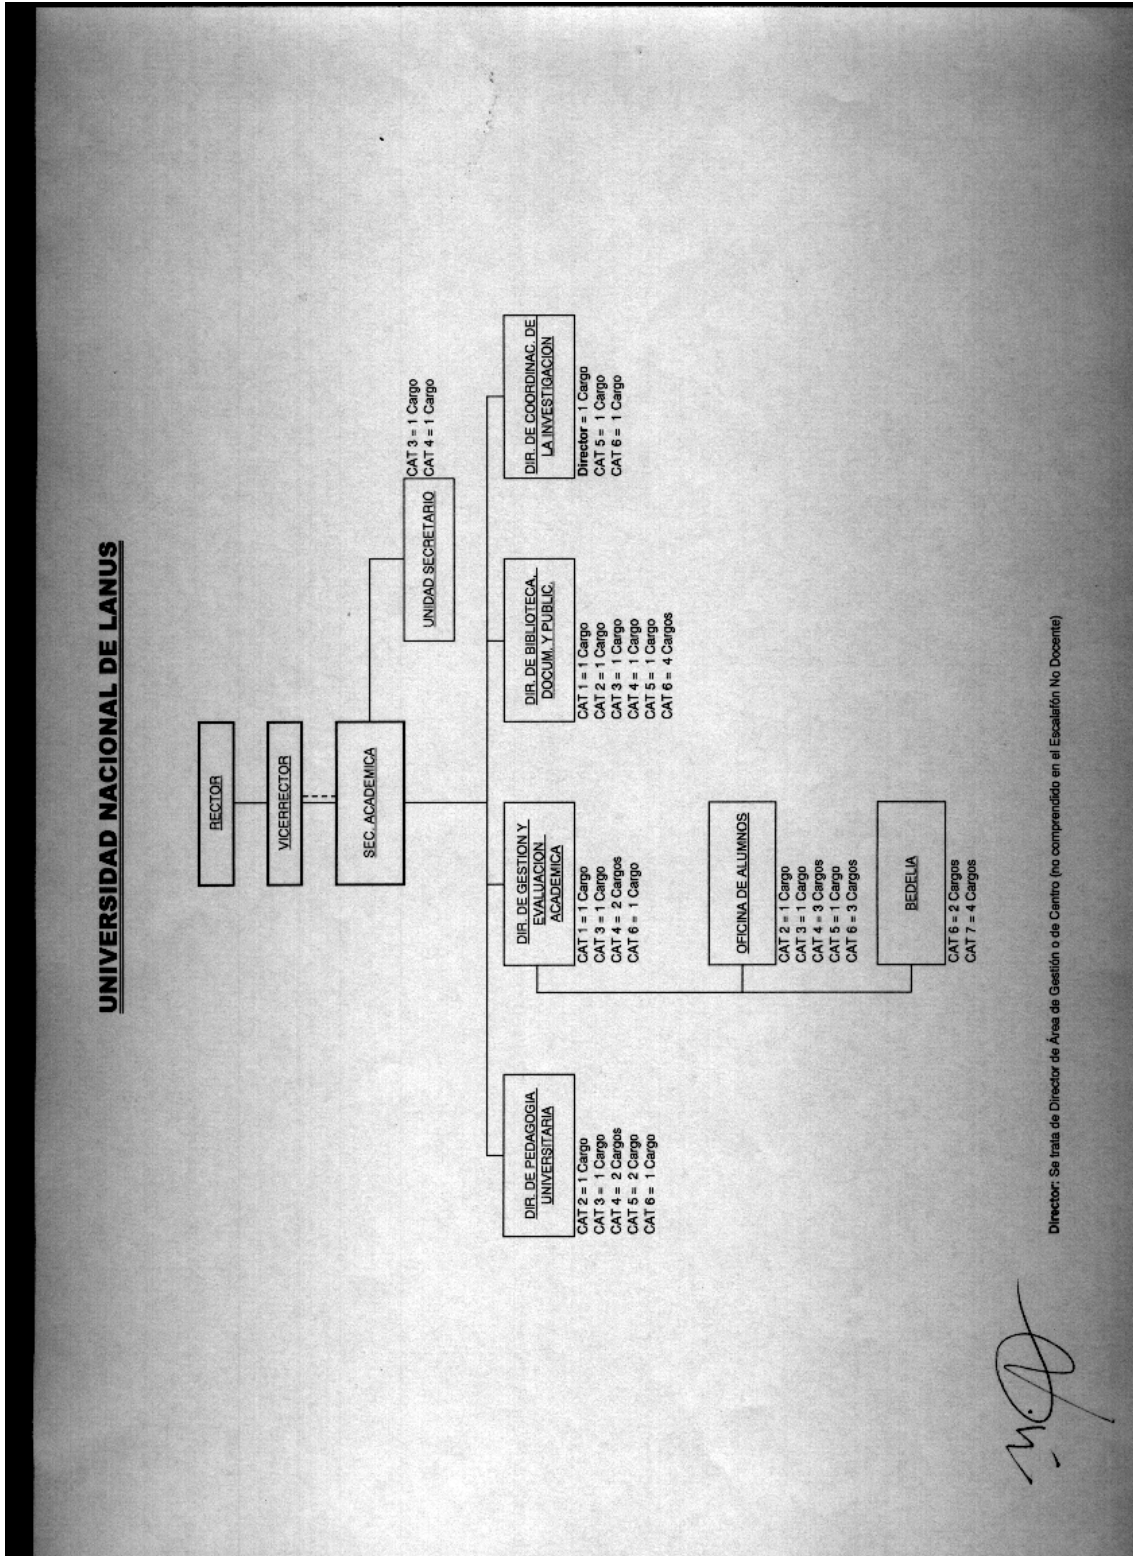 UNIVERSIDAD NACIONAL DE LANUS
RECTOR
VICERRECTOR
SEC. ACADEMICA
UNIDAD SECRETARIO
CAT 3 = 1 Cargo
CAT 4 = 1 Cargo
DIR. DE PEDAGOGIA
UNIVERSITARIA
CAT 2 = 1 Cargo
CAT 3 = 1 Cargo
CAT 4 = 2 Cargos
CAT 5 = 2 Cargo
CAT 6 = 1 Cargo
DIR. DE GESTION Y
EVALUACION
ACADEMICA
CAT 1 = 1 Cargo
CAT 3 = 1 Cargo
CAT 4 = 2 Cargos
CAT 6 = 1 Cargo
OFICINA DE ALUMNOS
CAT 2 = 1 Cargo
CAT 3 = 1 Cargo
CAT 4 = 3 Cargos
CAT 5 = 1 Cargo
CAT 6 = 3 Cargos
BEDELIA
CAT 6 = 2 Cargos
CAT 7 = 4 Cargos
DIR. DE BIBLIOTECA,
DOCUM. Y PUBLIC.
CAT 1 = 1 Cargo
CAT 2 = 1 Cargo
CAT 3 = 1 Cargo
CAT 4 = 1 Cargo
CAT 5 = 1 Cargo
CAT 6 = 4 Cargos
DIR. DE COORDINAC. DE
LA INVESTIGACION
Director = 1 Cargo
CAT 5 = 1 Cargo
CAT 6 = 1 Cargo
Director: Se trata de Director de Área de Gestión o de Centro (no comprendido en el Escalafón No Docente)